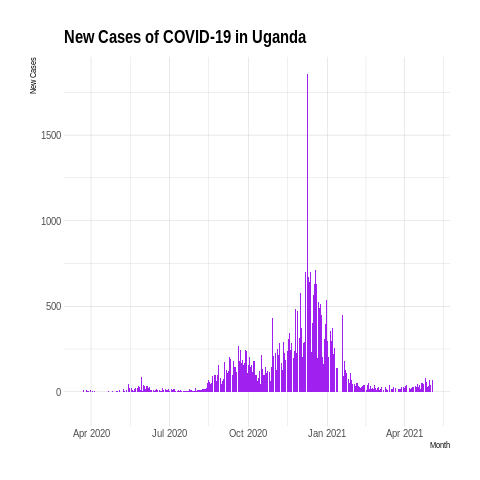 New Cases of COVID-19 in Uganda
New Cases
1500
1000
500
0
Apr 2020 Jul 2020 Oct 2020 Jan 2021 Apr 2021
Month